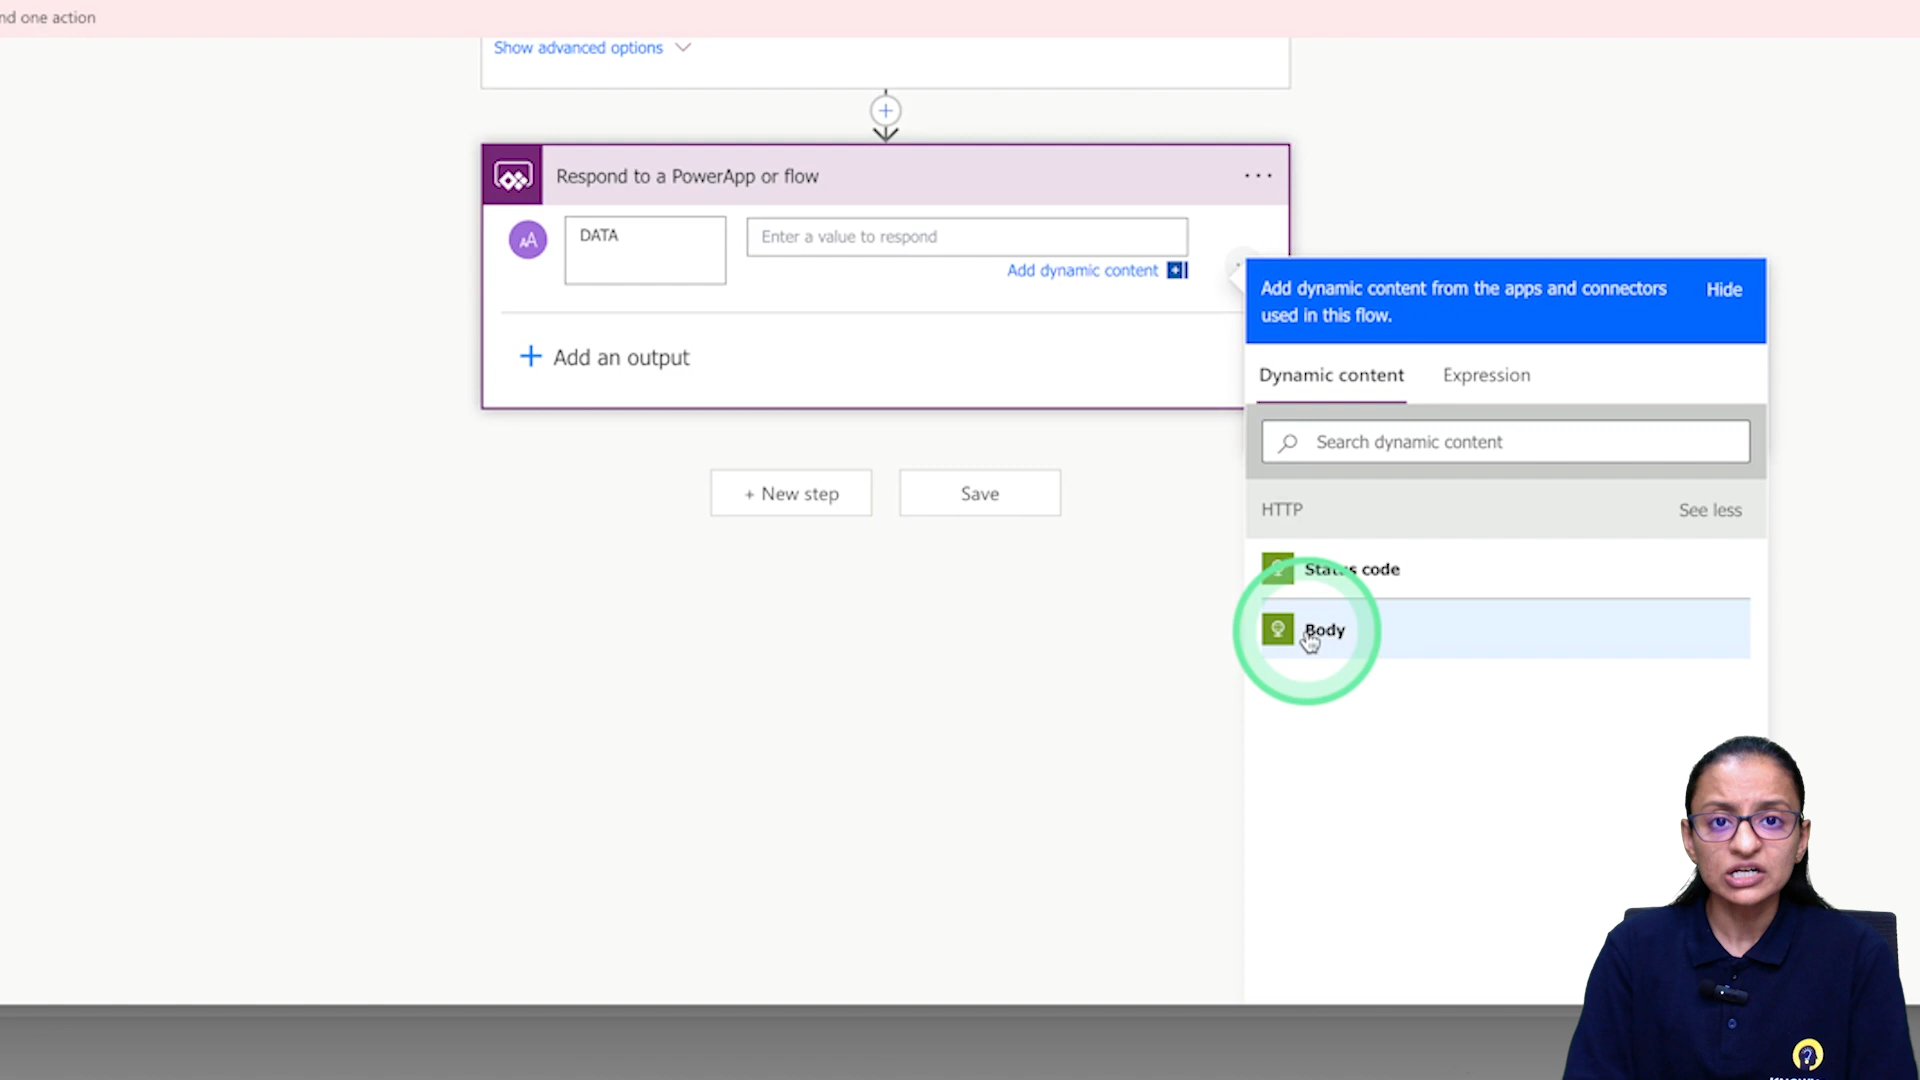 nd one action
Show advanced options
Respond to a PowerApp or flow
DATA
Enter a value to respond
Add dynamic content
Add an output
+ New step
Save
Add dynamic content from the apps and connectors
used in this flow.
Hide
Dynamic content
Expression
Search dynamic content
HTTP
See less
Status code
Body